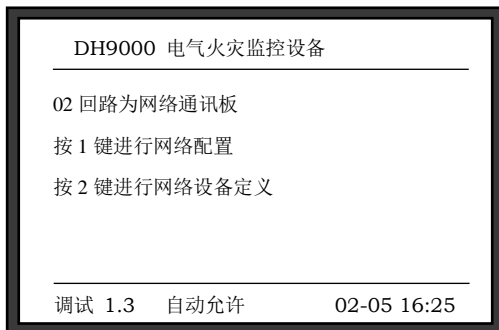 DH9000 电气火灾监控设备
02 回路为网络通讯板
按 1 键进行网络配置
按 2 键进行网络设备定义
调试 1.3 自动允许 02-05 16:25